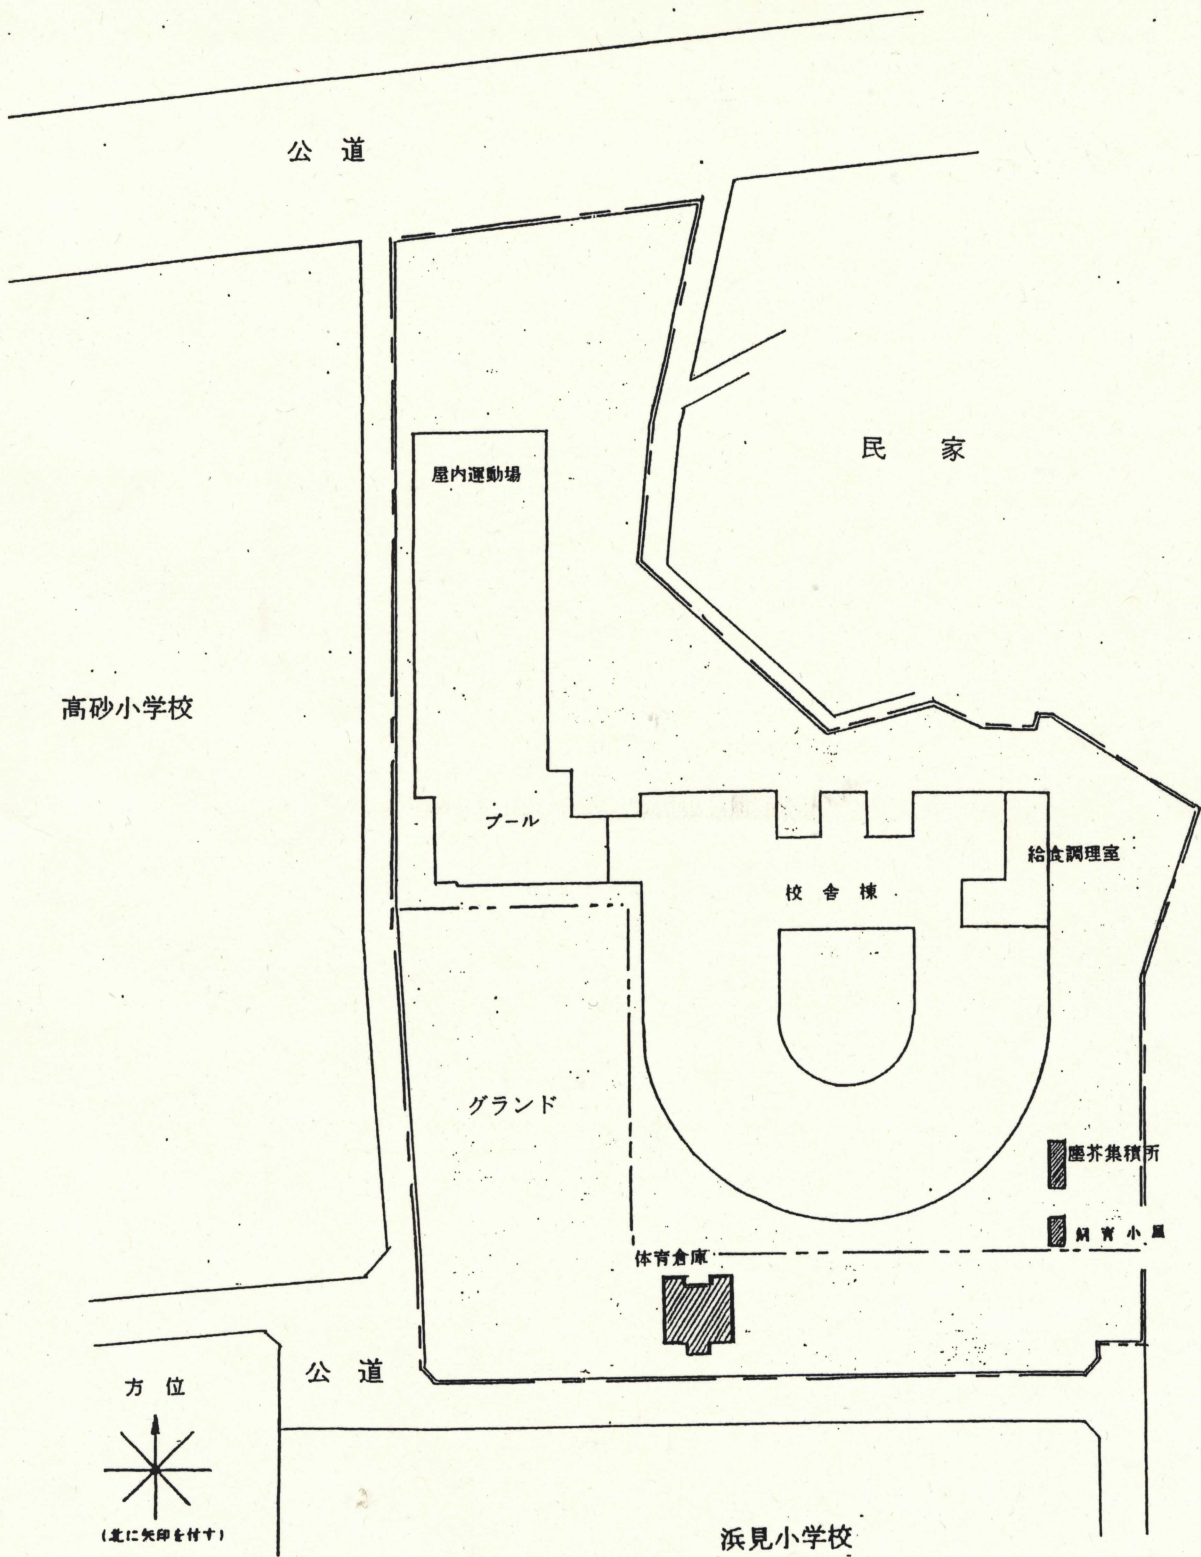 公 道
民 家
屋内運動場
高砂小学校
プール
給食調理室
校 舎 棟
グランド
塵芥集積所
飼 育 小 屋
体育倉庫
公 道
方 位
(北に矢印を付す)
浜見小学校